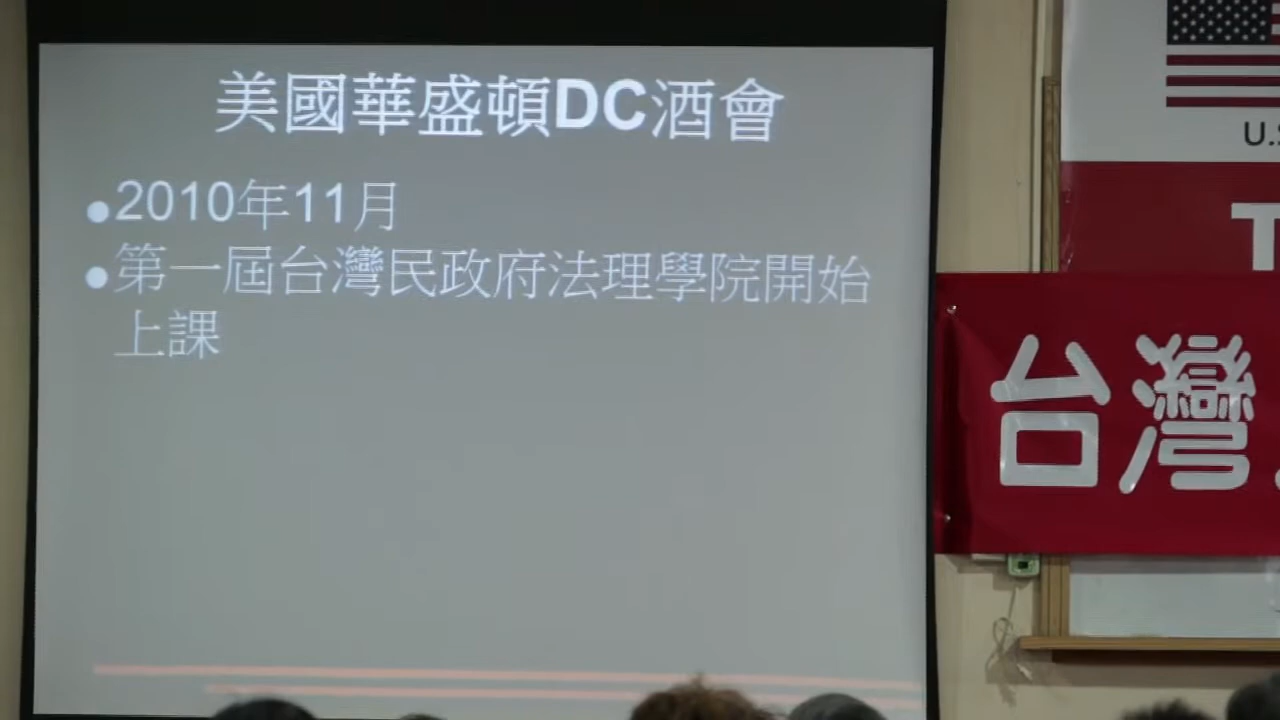 美國華盛頓DC酒會
•2010年11月
•第一屆台灣民政府法理學院開始
上課
U.S
T
台灣